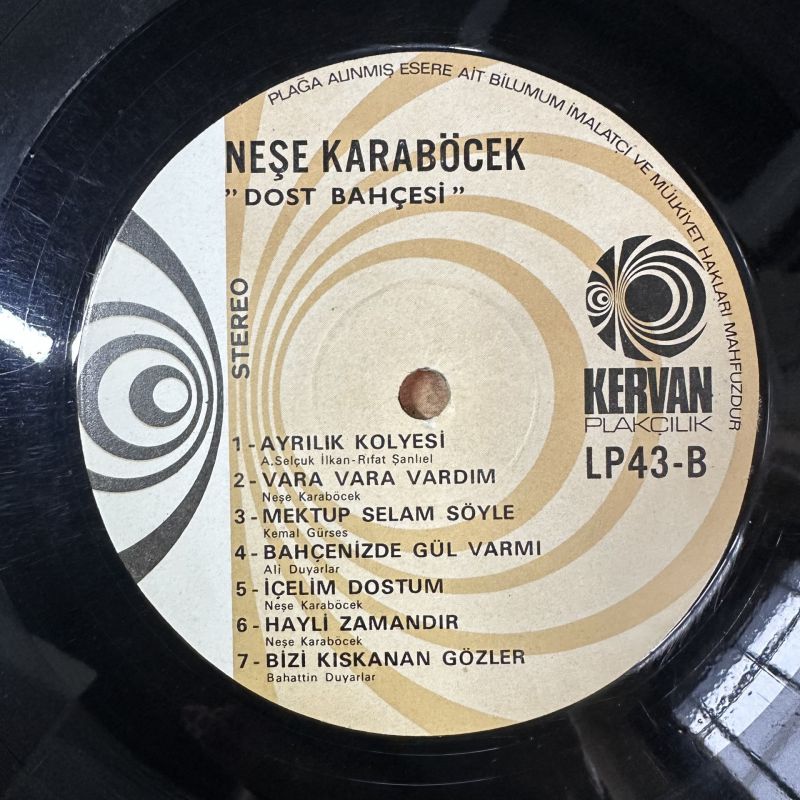 PLAĞA ALINMIŞ ESERE AİT BİLUMUM İMALATÇI VE MÜLKİYET HAKLARI MAHFUZDUR
NEŞE KARABÖCEK
"DOST BAHÇESİ"
STEREO
KERVAN
PLAKÇILIK
LP43-B
1-AYRILIK KOLYESİ
A.Selçuk İlkan-Rıfat Şanlıel
2-VARA VARA VARDIM
Neşe Karaböcek
3-MEKTUP SELAM SÖYLE
Kemal Gürses
4-BAHÇENİZDE GÜL VARMI
Ali Duyarlar
5-İÇELİM DOSTUM
Neşe Karaböcek
6-HAYLİ ZAMANDIR
Neşe Karaböcek
7-BİZİ KISKANAN GÖZLER
Bahattin Duyarlar